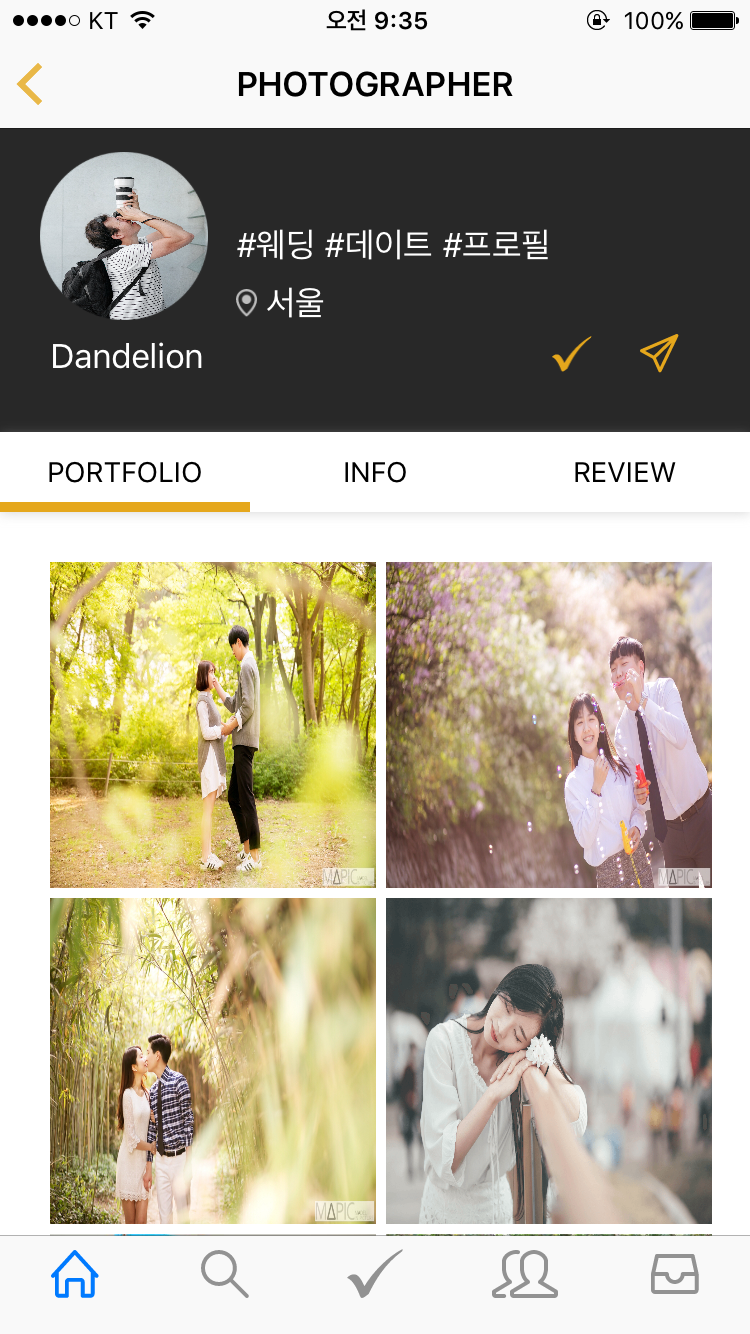 KT 오전 9:35 100%
PHOTOGRAPHER
#웨딩 #데이트 #프로필
서울
Dandelion
PORTFOLIO INFO REVIEW
MAPIC
MAPIC
MAPIC